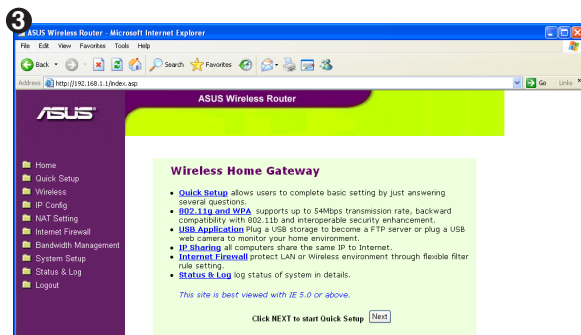 3
ASUS Wireless Router - Microsoft Internet Explorer
File Edit View Favorites Tools Help
Back Search Favorites
Address http://192.168.1.1/index.asp Go Links
ASUS Wireless Router
ASUS
Home
Quick Setup
Wireless
IP Config
NAT Setting
Internet Firewall
Bandwidth Management
System Setup
Status & Log
Logout
Wireless Home Gateway
Quick Setup allows users to complete basic setting by just answering
several questions.
802.11g and WPA supports up to 54Mbps transmission rate, backward
compatibility with 802.11b and interoperable security enhancement.
USB Application Plug a USB storage to become a FTP server or plug a USB
web camera to monitor your home environment.
IP Sharing all computers share the same IP to Internet.
Internet Firewall protect LAN or Wireless environment through flexible filter
rule setting.
Status & Log log status of system in details.
This site is best viewed with IE 5.0 or above.
Click NEXT to start Quick Setup Next